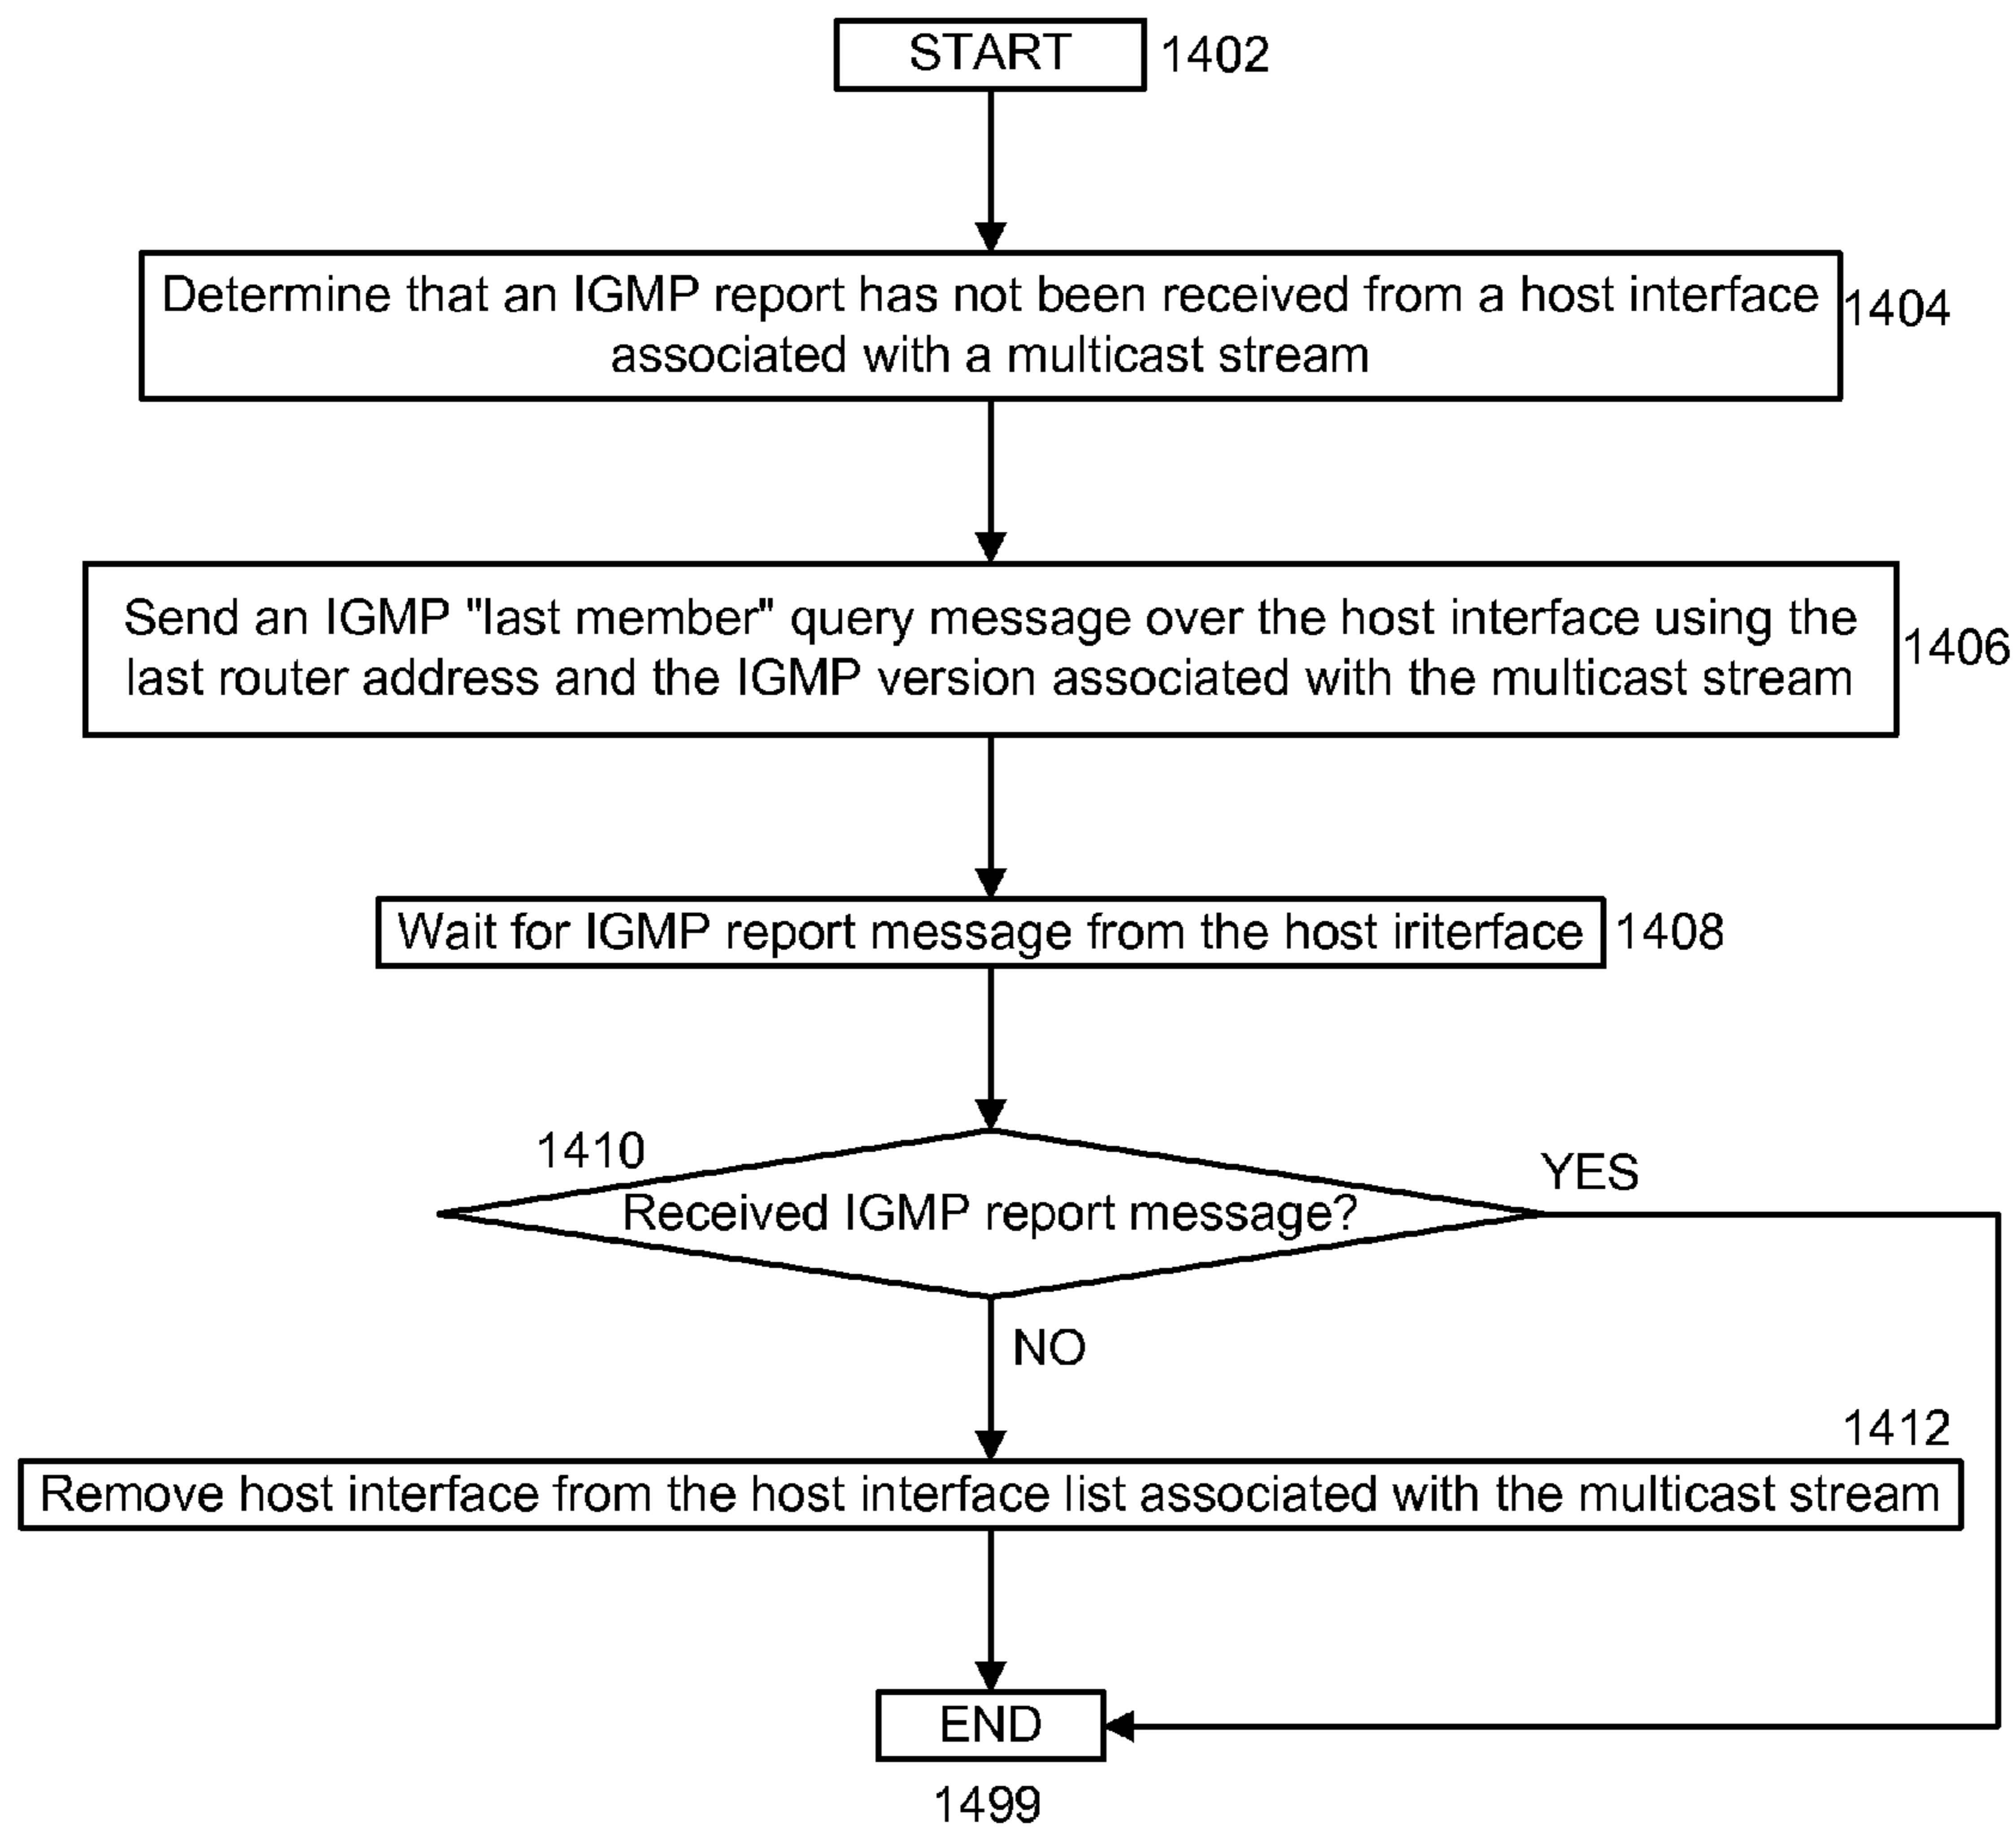 START 1402
Determine that an IGMP report has not been received from a host interface
associated with a multicast stream
1404
Send an IGMP "last member" query message over the host interface using the
last router address and the IGMP version associated with the multicast stream
1406
Wait for IGMP report message from the host iriterface 1408
1410
YES
Received IGMP report message?
NO
1412
Remove host interface from the host interface list associated with the multicast stream
END
1499